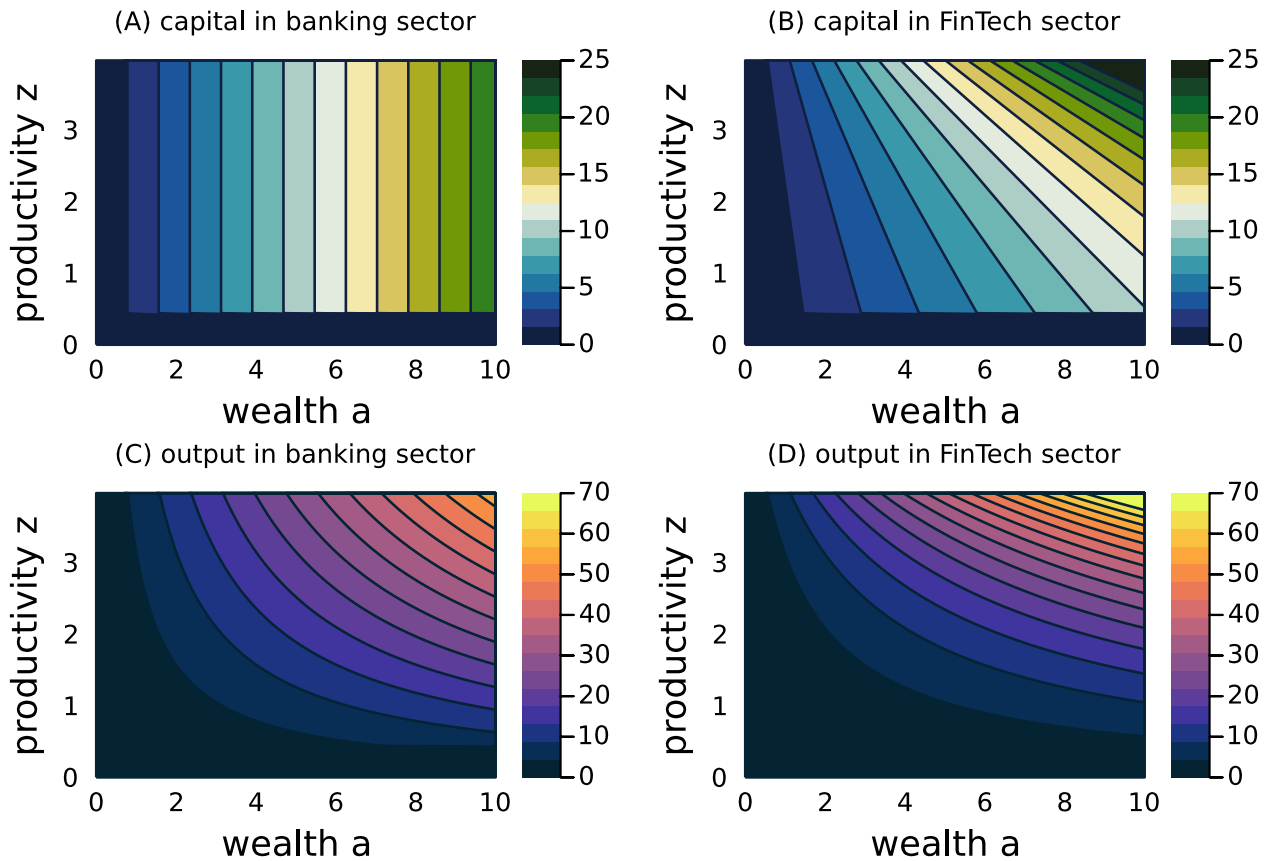 (A) capital in banking sector
productivity z
3
2
1
0
0 2 4 6 8 10
wealth a
25
20
15
10
5
0
(B) capital in FinTech sector
productivity z
3
2
1
0
0 2 4 6 8 10
wealth a
25
20
15
10
5
0
(C) output in banking sector
productivity z
3
2
1
0
0 2 4 6 8 10
wealth a
70
60
50
40
30
20
10
0
(D) output in FinTech sector
productivity z
3
2
1
0
0 2 4 6 8 10
wealth a
70
60
50
40
30
20
10
0